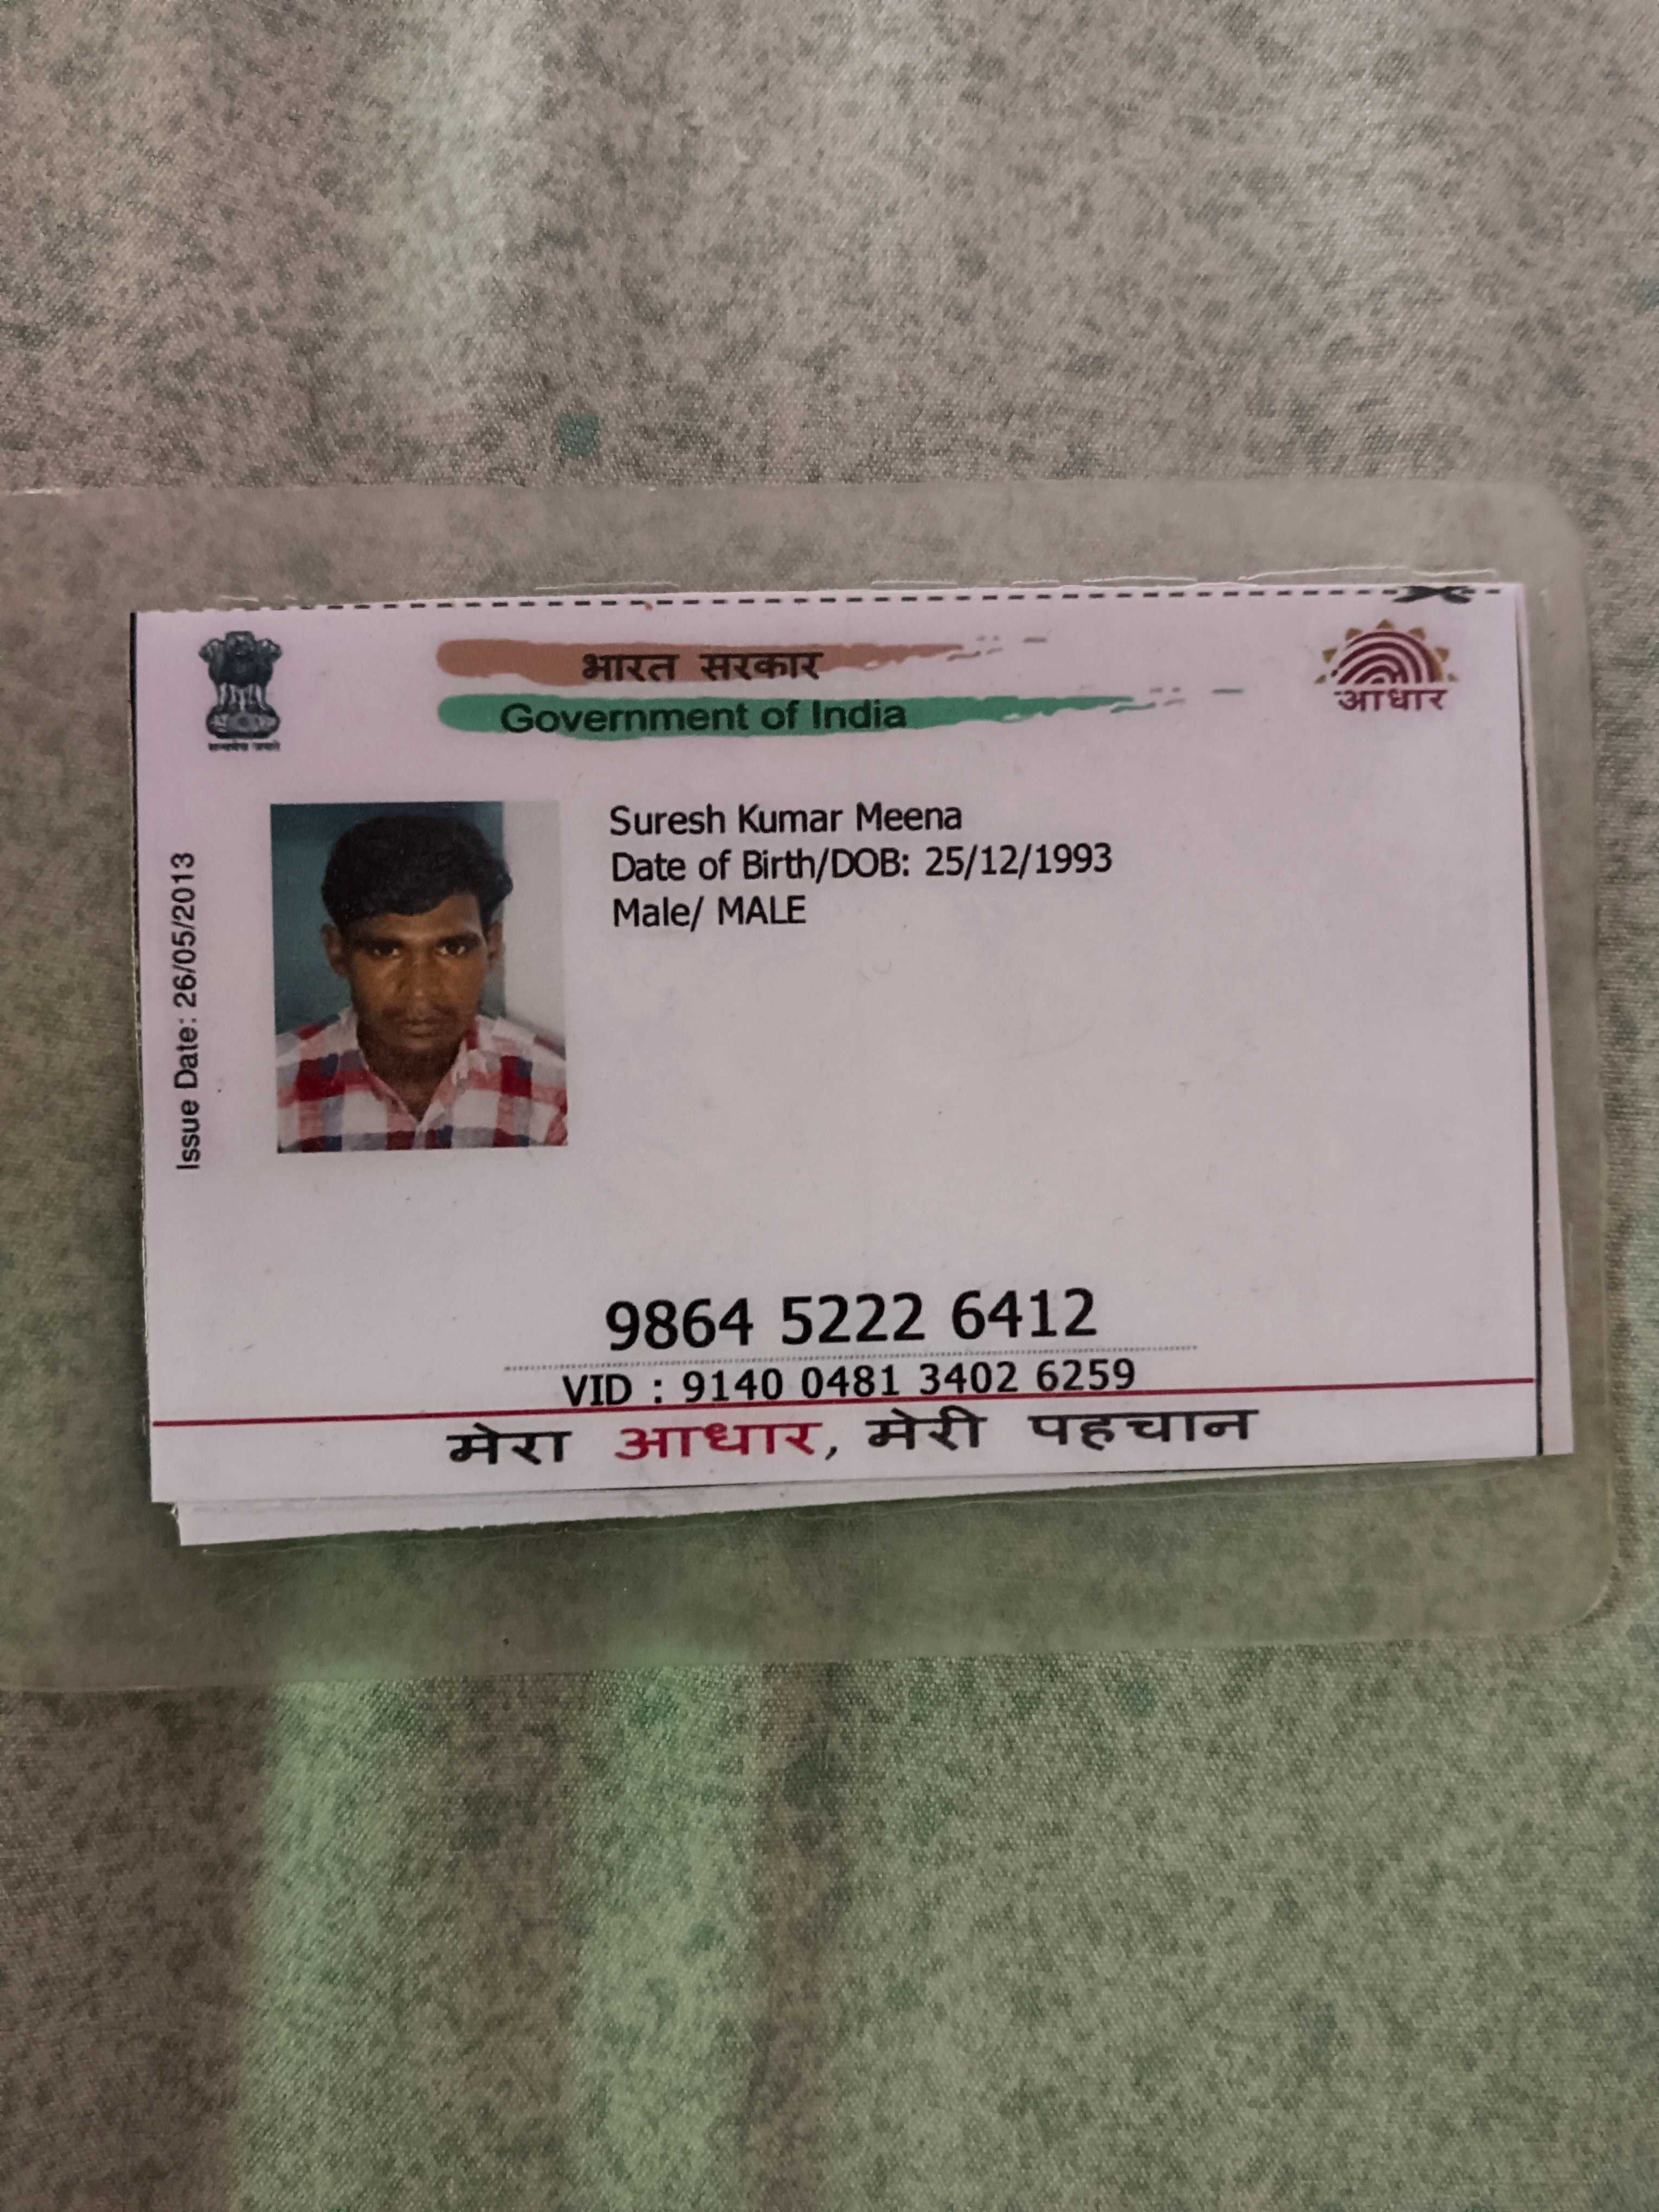 भारत सरकार
Government of India
आधार
सत्यमेव जयते
Issue Date: 26/05/2013
Suresh Kumar Meena
Date of Birth/DOB: 25/12/1993
Male/ MALE
9864 5222 6412
VID : 9140 0481 3402 6259
मेरा आधार, मेरी पहचान